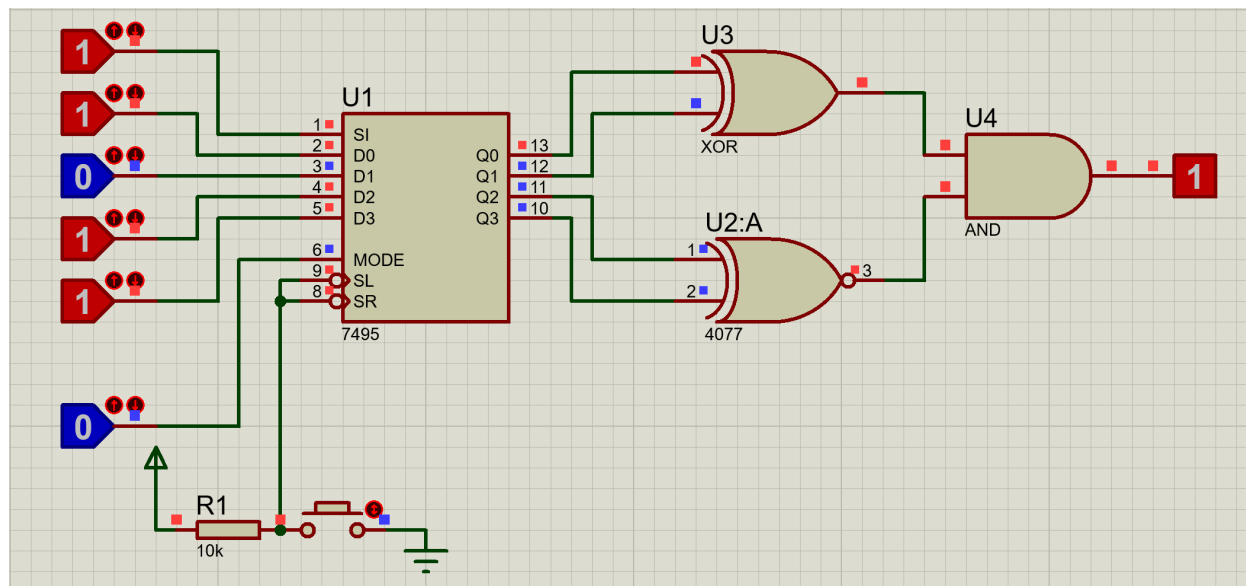 1
1
0
1
1
0
U1
1 SI
2 D0
3 D1
4 D2
5 D3
6 MODE
9 SL
8 SR
Q0 13
Q1 12
Q2 11
Q3 10
7495
U3
XOR
U2:A
1
2
3
4077
U4
AND
1
R1
10k